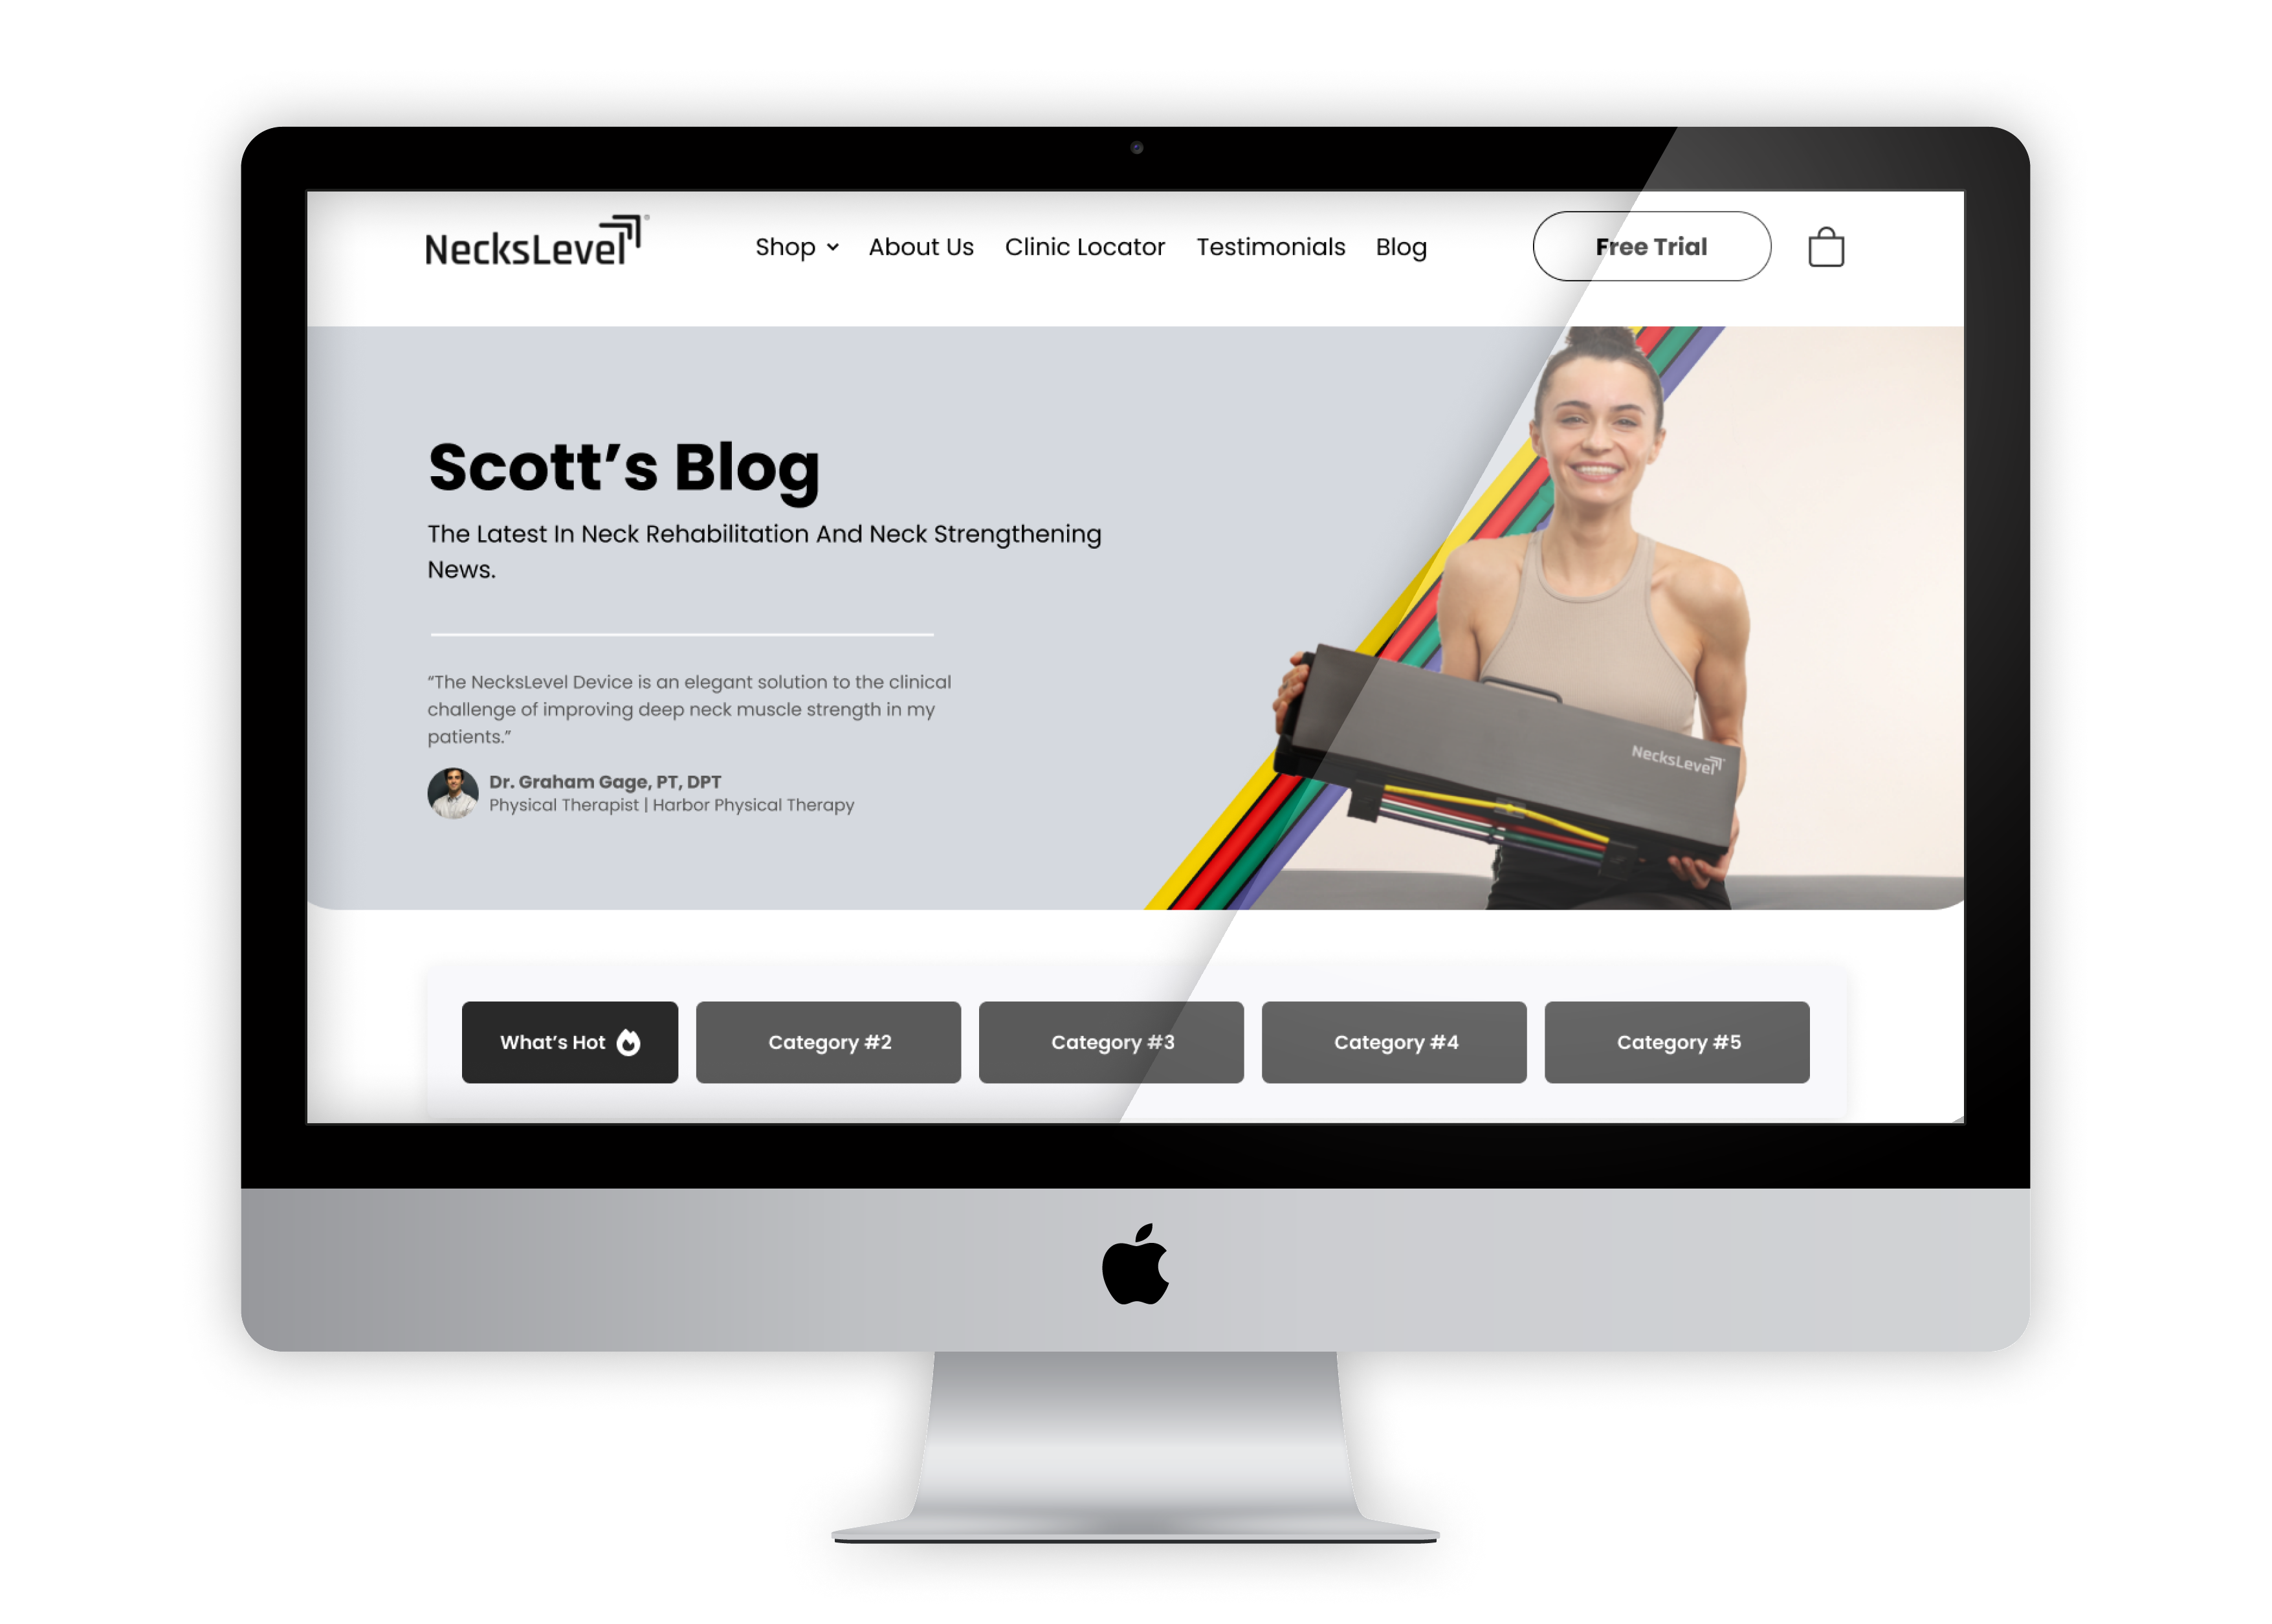 NecksLevel
Shop
About Us
Clinic Locator
Testimonials
Blog
Free Trial
Scott’s Blog
The Latest In Neck Rehabilitation And Neck Strengthening
News.
“The NecksLevel Device is an elegant solution to the clinical
challenge of improving deep neck muscle strength in my
patients.”
Dr. Graham Gage, PT, DPT
Physical Therapist | Harbor Physical Therapy
NecksLevel
What’s Hot
Category #2
Category #3
Category #4
Category #5